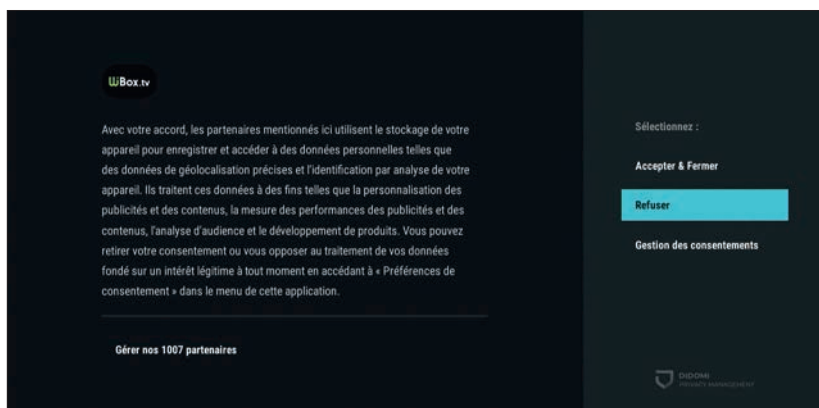 WiBox.tv
Avec votre accord, les partenaires mentionnés ici utilisent le stockage de votre
appareil pour enregistrer et accéder à des données personnelles telles que
des données de géolocalisation précises et l'identification par analyse de votre
appareil. Ils traitent ces données à des fins telles que la personnalisation des
publicités et des contenus, la mesure des performances des publicités et des
contenus, l'analyse d'audience et le développement de produits. Vous pouvez
retirer votre consentement ou vous opposer au traitement de vos données
fondé sur un intérêt légitime à tout moment en accédant à « Préférences de
consentement » dans le menu de cette application.
Gérer nos 1007 partenaires
Sélectionnez :
Accepter & Fermer
Refuser
Gestion des consentements
DIDOMI
PRIVACY MANAGEMENT